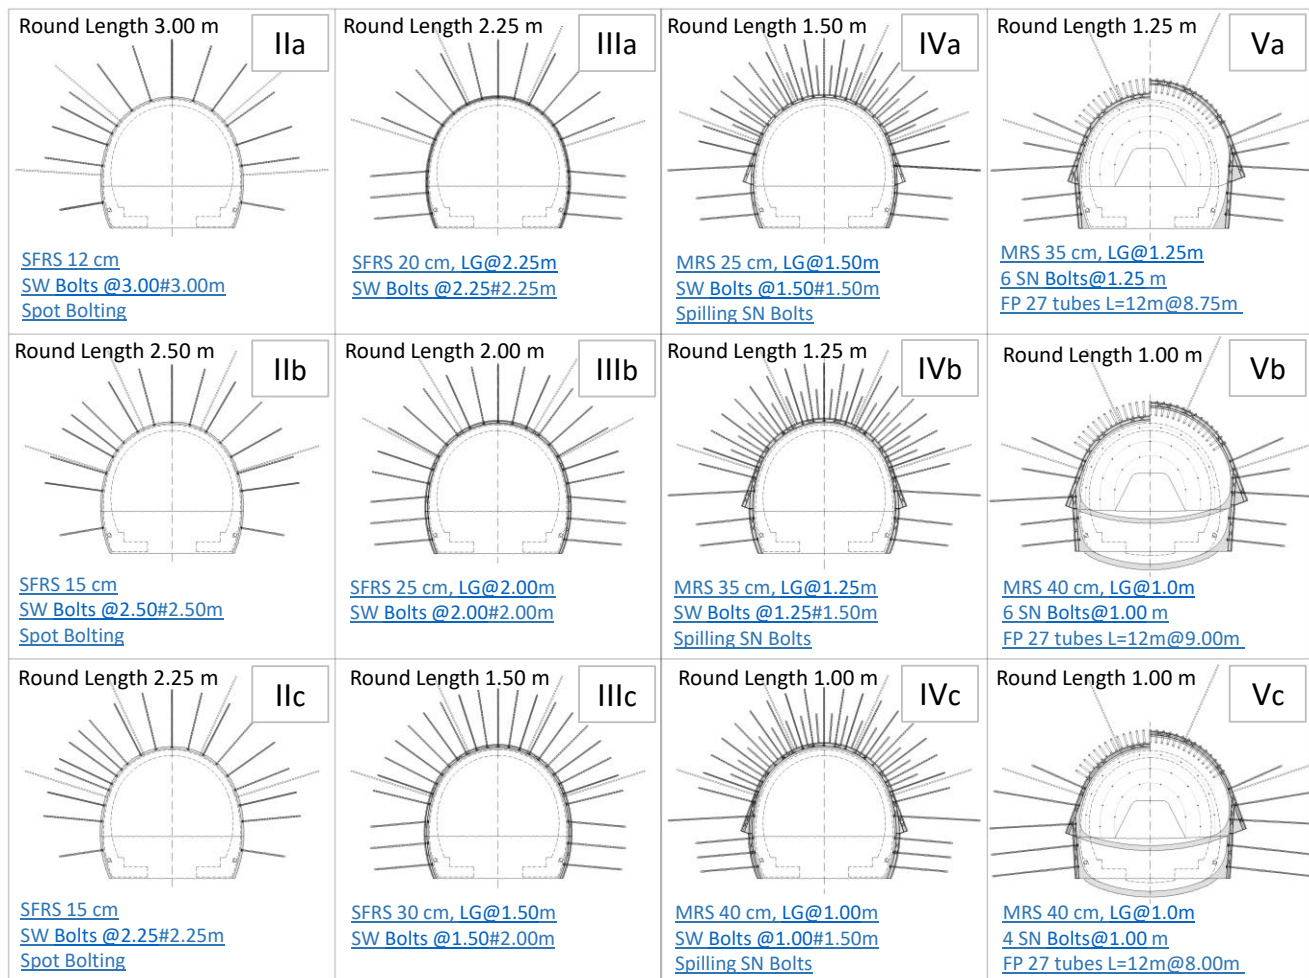 Round Length 3.00 m
IIa
SFRS 12 cm
SW Bolts @3.00#3.00m
Spot Bolting
Round Length 2.25 m
IIIa
SFRS 20 cm, LG@2.25m
SW Bolts @2.25#2.25m
Round Length 1.50 m
IVa
MRS 25 cm, LG@1.50m
SW Bolts @1.50#1.50m
Spilling SN Bolts
Round Length 1.25 m
Va
MRS 35 cm, LG@1.25m
6 SN Bolts@1.25 m
FP 27 tubes L=12m@8.75m
Round Length 2.50 m
IIb
SFRS 15 cm
SW Bolts @2.50#2.50m
Spot Bolting
Round Length 2.00 m
IIIb
SFRS 25 cm, LG@2.00m
SW Bolts @2.00#2.00m
Round Length 1.25 m
IVb
MRS 35 cm, LG@1.25m
SW Bolts @1.25#1.50m
Spilling SN Bolts
Round Length 1.00 m
Vb
MRS 40 cm, LG@1.0m
6 SN Bolts@1.00 m
FP 27 tubes L=12m@9.00m
Round Length 2.25 m
IIc
SFRS 15 cm
SW Bolts @2.25#2.25m
Spot Bolting
Round Length 1.50 m
IIIc
SFRS 30 cm, LG@1.50m
SW Bolts @1.50#2.00m
Round Length 1.00 m
IVc
MRS 40 cm, LG@1.00m
SW Bolts @1.00#1.50m
Spilling SN Bolts
Round Length 1.00 m
Vc
MRS 40 cm, LG@1.0m
4 SN Bolts@1.00 m
FP 27 tubes L=12m@8.00m